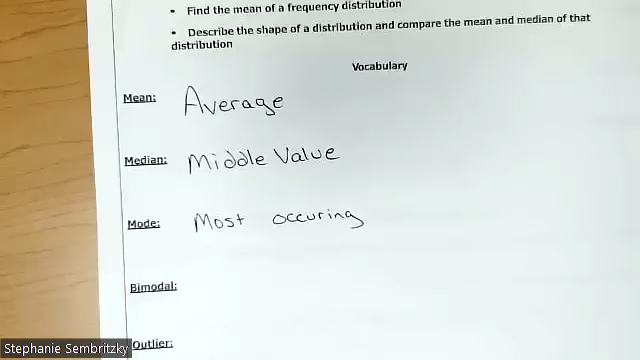 • Find the mean of a frequency distribution
• Describe the shape of a distribution and compare the mean and median of that
distribution
Vocabulary
Mean: Average
Median: Middle Value
Mode: Most occuring
Bimodal:
Outlier:
Stephanie Sembritzky